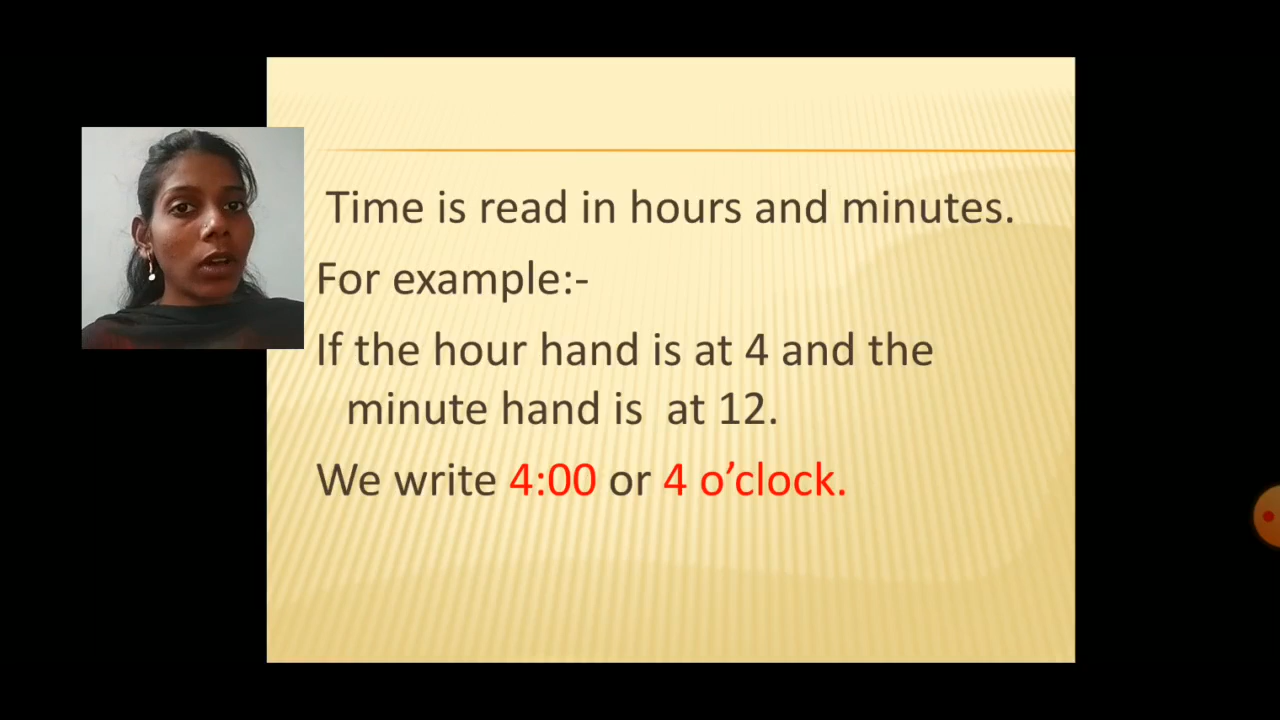 Time is read in hours and minutes.
For example:-
If the hour hand is at 4 and the
minute hand is at 12.
We write 4:00 or 4 o’clock.